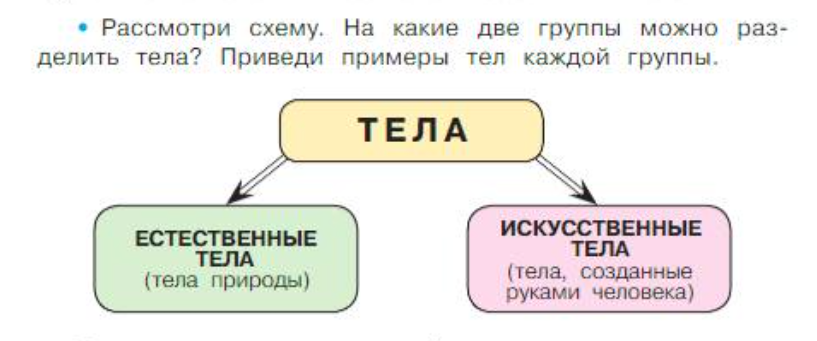 • Рассмотри схему. На какие две группы можно раз-
делить тела? Приведи примеры тел каждой группы.
ТЕЛА
ЕСТЕСТВЕННЫЕ
ТЕЛА
(тела природы)
ИСКУССТВЕННЫЕ
ТЕЛА
(тела, созданные
руками человека)